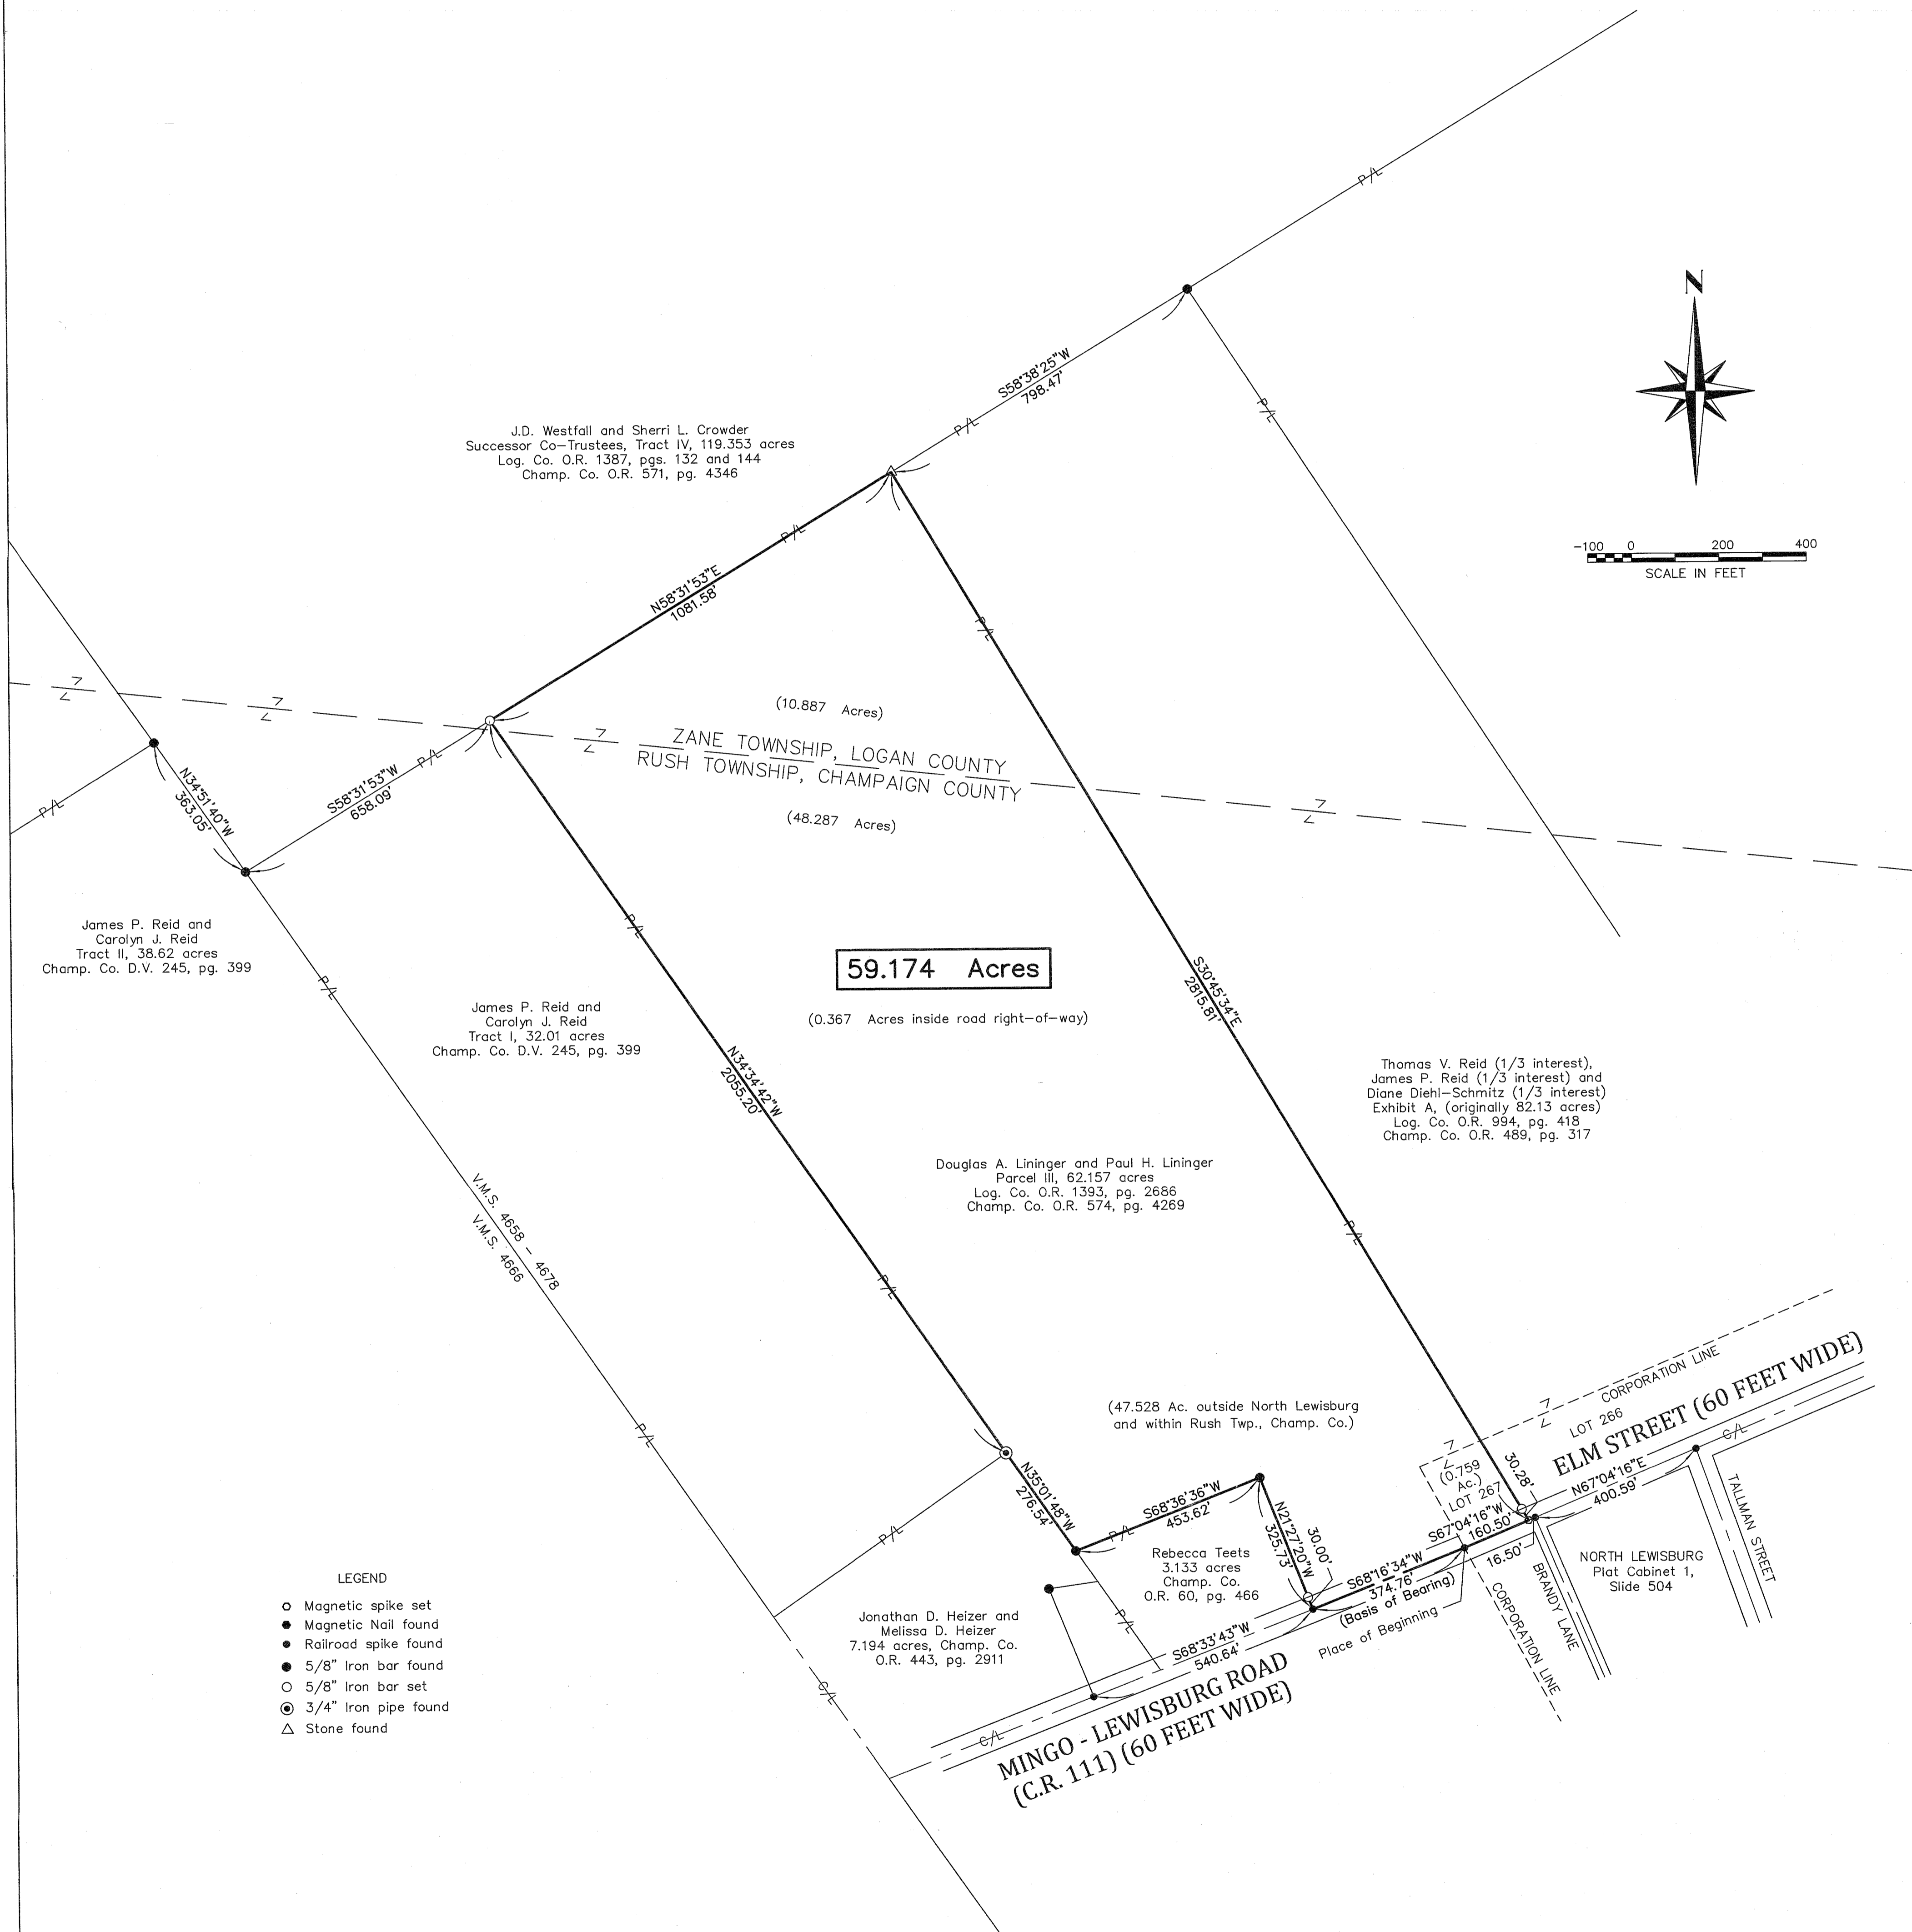 P/L
N
S58°38'25"W
798.47'
P/L
P/L
J.D. Westfall and Sherri L. Crowder
Successor Co-Trustees, Tract IV, 119.353 acres
Log. Co. O.R. 1387, pgs. 132 and 144
Champ. Co. O.R. 571, pg. 4346
P/L
-100 0 200 400
SCALE IN FEET
N58°31'53"E
1081.58'
P/L
(10.887 Acres)
ZANE TOWNSHIP, LOGAN COUNTY
RUSH TOWNSHIP, CHAMPAIGN COUNTY
(48.287 Acres)
P/L
S58°31'53"W
658.09'
N34°51'40"W
363.05'
P/L
James P. Reid and
Carolyn J. Reid
Tract II, 38.62 acres
Champ. Co. D.V. 245, pg. 399
P/L
P/L
59.174 Acres
(0.367 Acres inside road right-of-way)
S30°45'34"E
2815.81'
James P. Reid and
Carolyn J. Reid
Tract I, 32.01 acres
Champ. Co. D.V. 245, pg. 399
N34°34'42"W
2055.20'
Thomas V. Reid (1/3 interest),
James P. Reid (1/3 interest) and
Diane Diehl-Schmitz (1/3 interest)
Exhibit A, (originally 82.13 acres)
Log. Co. O.R. 994, pg. 418
Champ. Co. O.R. 489, pg. 317
Douglas A. Lininger and Paul H. Lininger
Parcel III, 62.157 acres
Log. Co. O.R. 1393, pg. 2686
Champ. Co. O.R. 574, pg. 4269
P/L
V.M.S. 4658 - 4678
V.M.S. 4666
P/L
P/L
(47.528 Ac. outside North Lewisburg
and within Rush Twp., Champ. Co.)
CORPORATION LINE
LOT 266
ELM STREET (60 FEET WIDE)
C/L
30.28'
(0.759
Ac.)
LOT 267
N67°04'16"E
400.59'
S67°04'16"W
160.50'
16.50'
TALLMAN STREET
N35°01'48"W
276.54'
S68°36'36"W
453.62'
P/L
P/L
N21°27'20"W
325.73'
30.00'
S68°16'34"W
374.76'
(Basis of Bearing)
Place of Beginning
Rebecca Teets
3.133 acres
Champ. Co.
O.R. 60, pg. 466
NORTH LEWISBURG
Plat Cabinet 1,
Slide 504
BRANDY LANE
CORPORATION LINE
P/L
Jonathan D. Heizer and
Melissa D. Heizer
7.194 acres, Champ. Co.
O.R. 443, pg. 2911
S68°33'43"W
540.64'
C/L
C/L
MINGO - LEWISBURG ROAD
(C.R. 111) (60 FEET WIDE)
LEGEND
Magnetic spike set
Magnetic Nail found
Railroad spike found
5/8" Iron bar found
5/8" Iron bar set
3/4" Iron pipe found
Stone found